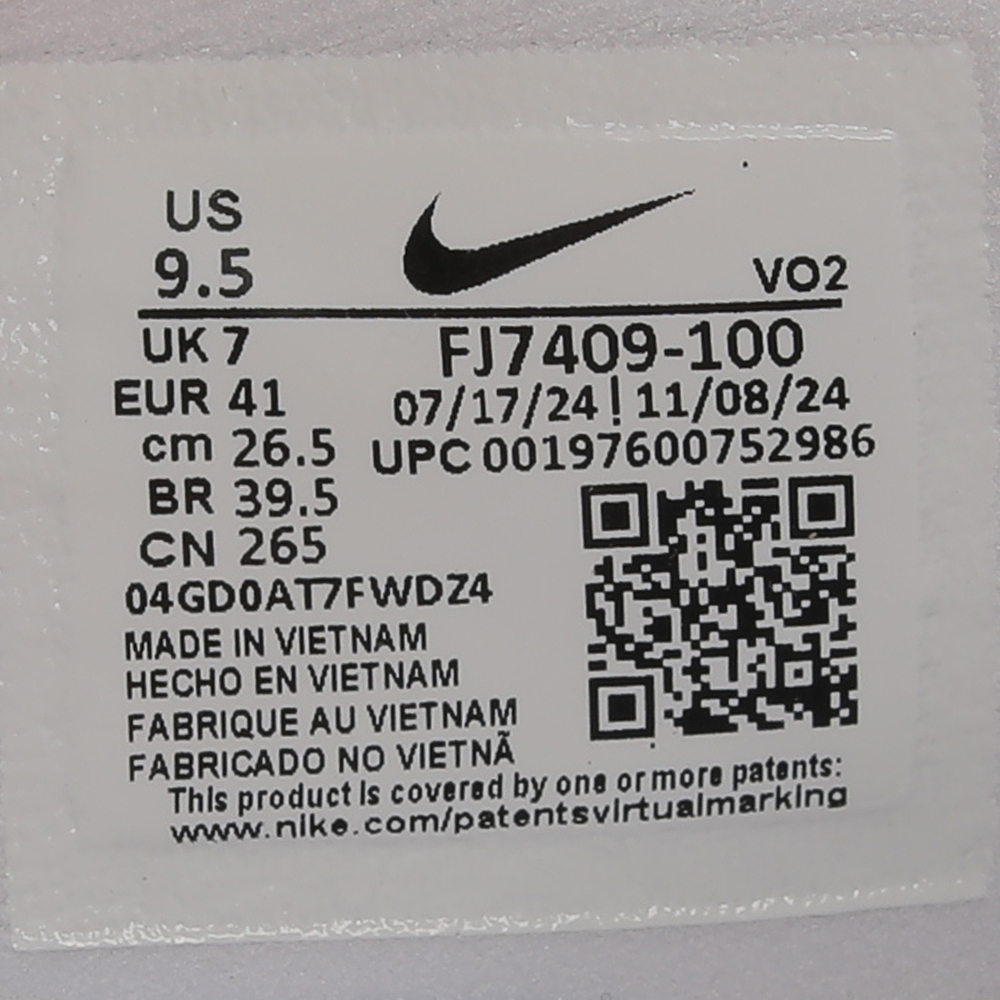 US
9.5
VO2
UK 7
FJ7409-100
EUR 41
07/17/24 | 11/08/24
cm 26.5
UPC 00197600752986
BR 39.5
CN 265
04GD0AT7FWDZ4
MADE IN VIETNAM
HECHO EN VIETNAM
FABRIQUE AU VIETNAM
FABRICADO NO VIETNÃ
This product is covered by one or more patents:
www.nike.com/patentsvirtualmarking